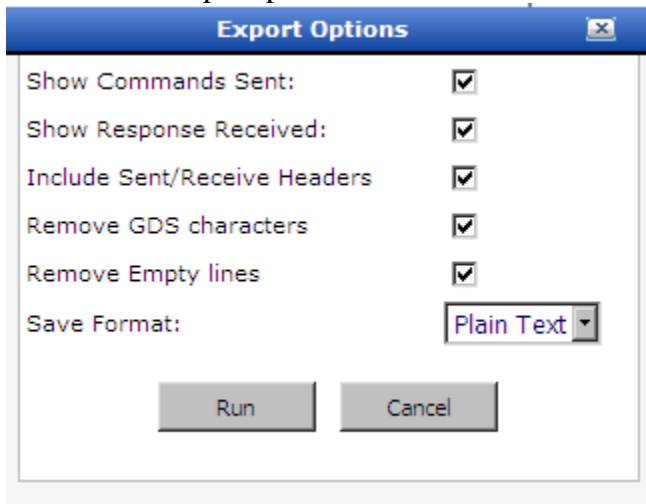 Export Options
Show Commands Sent:
Show Response Received:
Include Sent/Receive Headers
Remove GDS characters
Remove Empty lines
Save Format: Plain Text
Run Cancel